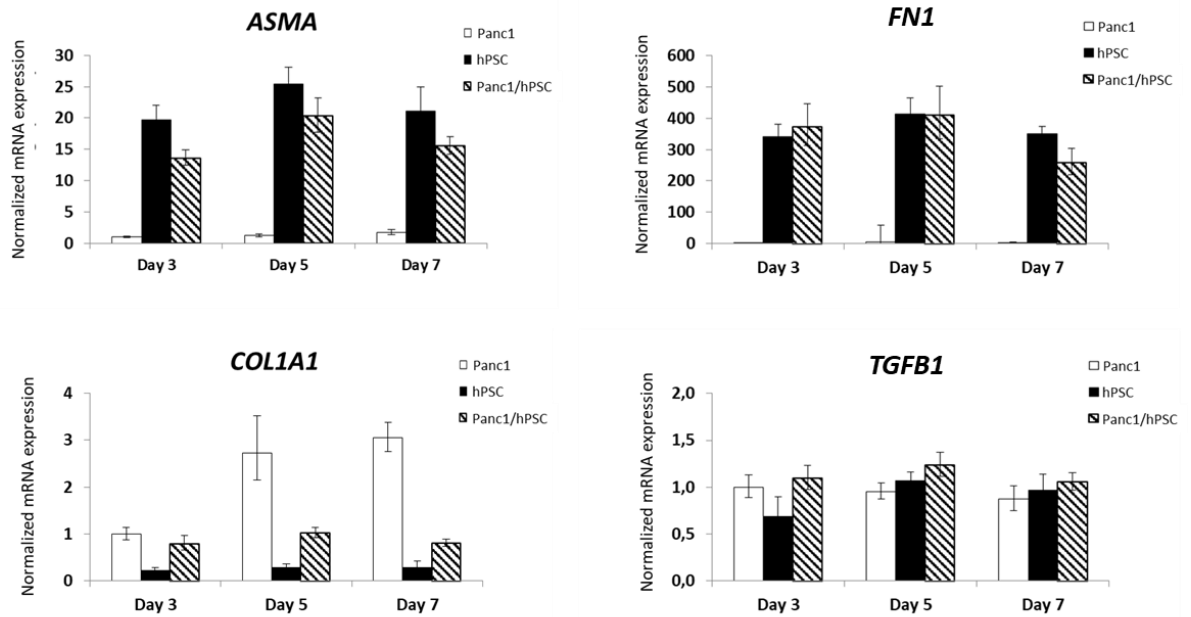 ASMA
Normalized mRNA expression
Panc1
hPSC
Panc1/hPSC
30
25
20
15
10
5
0
Day 3 Day 5 Day 7
FN1
Normalized mRNA expression
Panc1
hPSC
Panc1/hPSC
600
500
400
300
200
100
0
Day 3 Day 5 Day 7
COL1A1
Normalized mRNA expression
Panc1
hPSC
Panc1/hPSC
4
3
2
1
0
Day 3 Day 5 Day 7
TGFB1
Normalized mRNA expression
Panc1
hPSC
Panc1/hPSC
2,0
1,5
1,0
0,5
0,0
Day 3 Day 5 Day 7